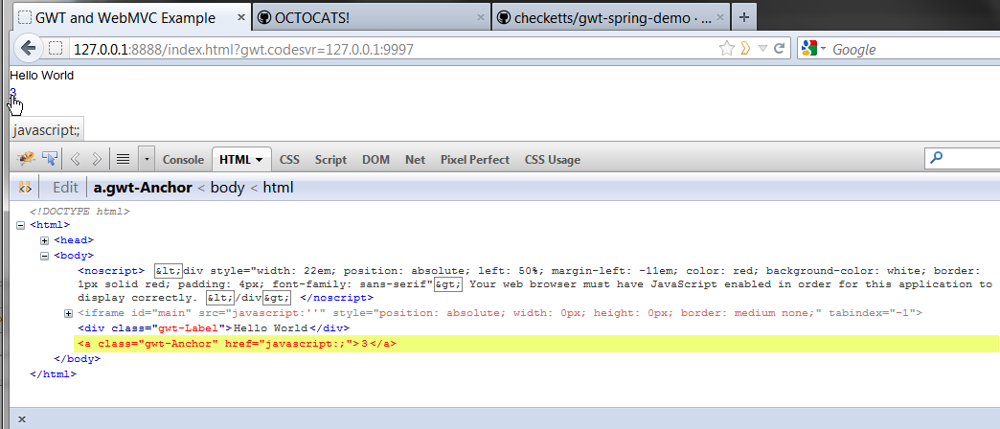 GWT and WebMVC Example × OCTOCATS! × checketts/gwt-spring-demo · ... × +
127.0.0.1:8888/index.html?gwt.codesvr=127.0.0.1:9997 Google
Hello World
3
javascript:;
Console HTML CSS Script DOM Net Pixel Perfect CSS Usage
Edit a.gwt-Anchor < body < html
<!DOCTYPE html>
<html>
<head>
<body>
<noscript> &lt;div style="width: 22em; position: absolute; left: 50%; margin-left: -11em; color: red; background-color: white; border:
1px solid red; padding: 4px; font-family: sans-serif"&gt; Your web browser must have JavaScript enabled in order for this application to
display correctly. &lt;/div&gt; </noscript>
<iframe id="main" src="javascript:''" style="position: absolute; width: 0px; height: 0px; border: medium none;" tabindex="-1">
<div class="gwt-Label">Hello World</div>
<a class="gwt-Anchor" href="javascript:;">3</a>
</body>
</html>
×